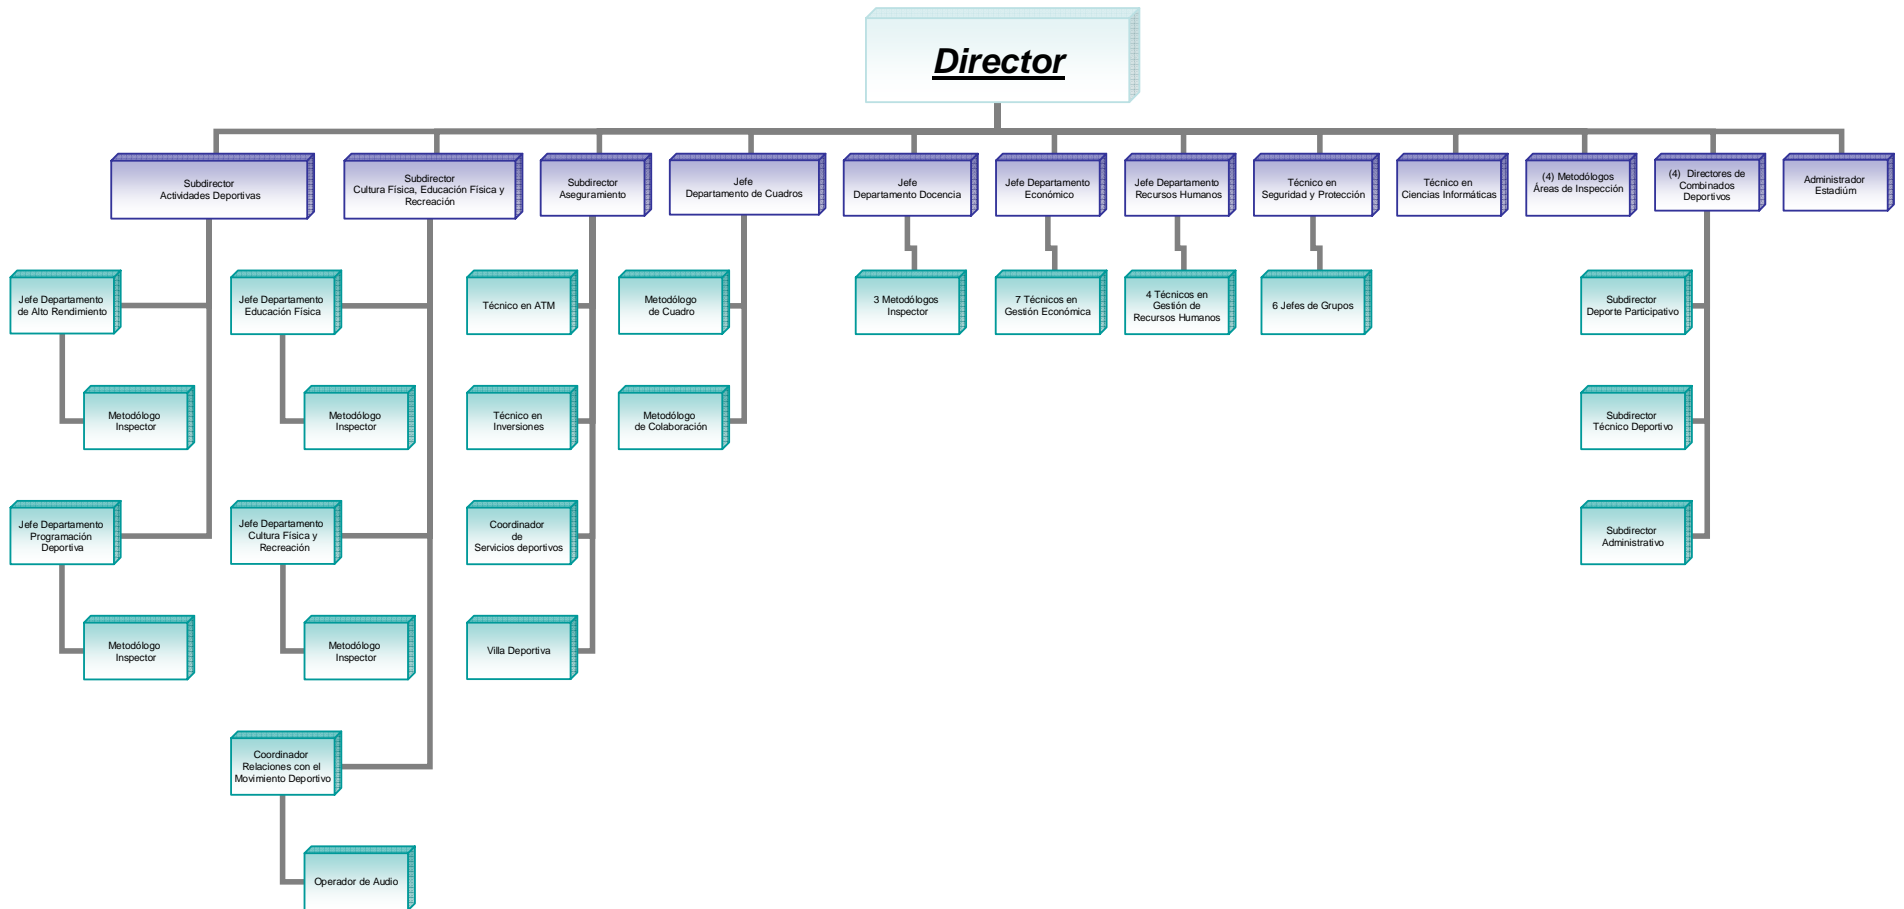 Director
Subdirector
Actividades Deportivas
Subdirector
Cultura Física, Educación Física y
Recreación
Subdirector
Aseguramiento
Jefe
Departamento de Cuadros
Jefe
Departamento Docencia
Jefe Departamento
Económico
Jefe Departamento
Recursos Humanos
Técnico en
Seguridad y Protección
Técnico en
Ciencias Informáticas
(4) Metodólogos
Áreas de Inspección
(4) Directores de
Combinados
Deportivos
Administrador
Estadiúm
Jefe Departamento
de Alto Rendimiento
Jefe Departamento
Educación Física
Técnico en ATM
Metodólogo
de Cuadro
3 Metodólogos
Inspector
7 Técnicos en
Gestión Económica
4 Técnicos en
Gestión de
Recursos Humanos
6 Jefes de Grupos
Subdirector
Deporte Participativo
Metodólogo
Inspector
Metodólogo
Inspector
Técnico en
Inversiones
Metodólogo
de Colaboración
Subdirector
Técnico Deportivo
Jefe Departamento
Programación
Deportiva
Jefe Departamento
Cultura Física y
Recreación
Coordinador
de
Servicios deportivos
Subdirector
Administrativo
Metodólogo
Inspector
Metodólogo
Inspector
Villa Deportiva
Coordinador
Relaciones con el
Movimiento Deportivo
Operador de Audio